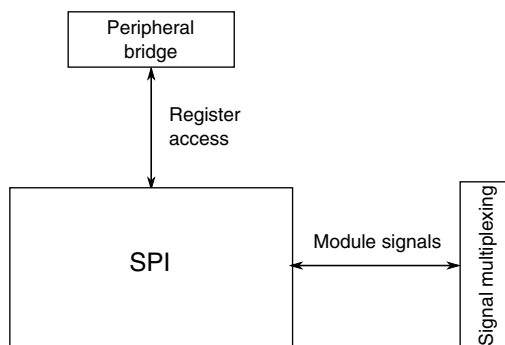 Peripheral
bridge
Register
access
SPI
Module signals
Signal multiplexing